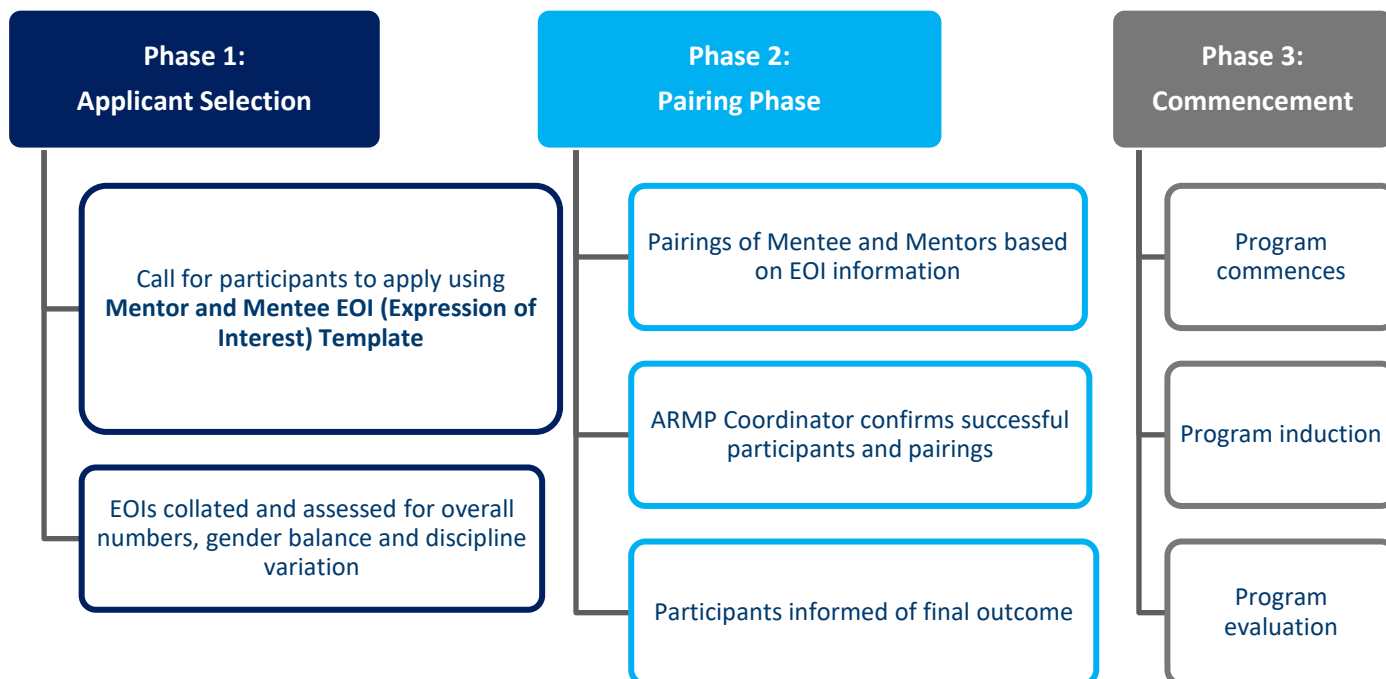 Phase 1:
Applicant Selection
Call for participants to apply using
Mentor and Mentee EOI (Expression of
Interest) Template
EOIs collated and assessed for overall
numbers, gender balance and discipline
variation
Phase 2:
Pairing Phase
Pairings of Mentee and Mentors based
on EOI information
ARMP Coordinator confirms successful
participants and pairings
Participants informed of final outcome
Phase 3:
Commencement
Program
commences
Program induction
Program
evaluation